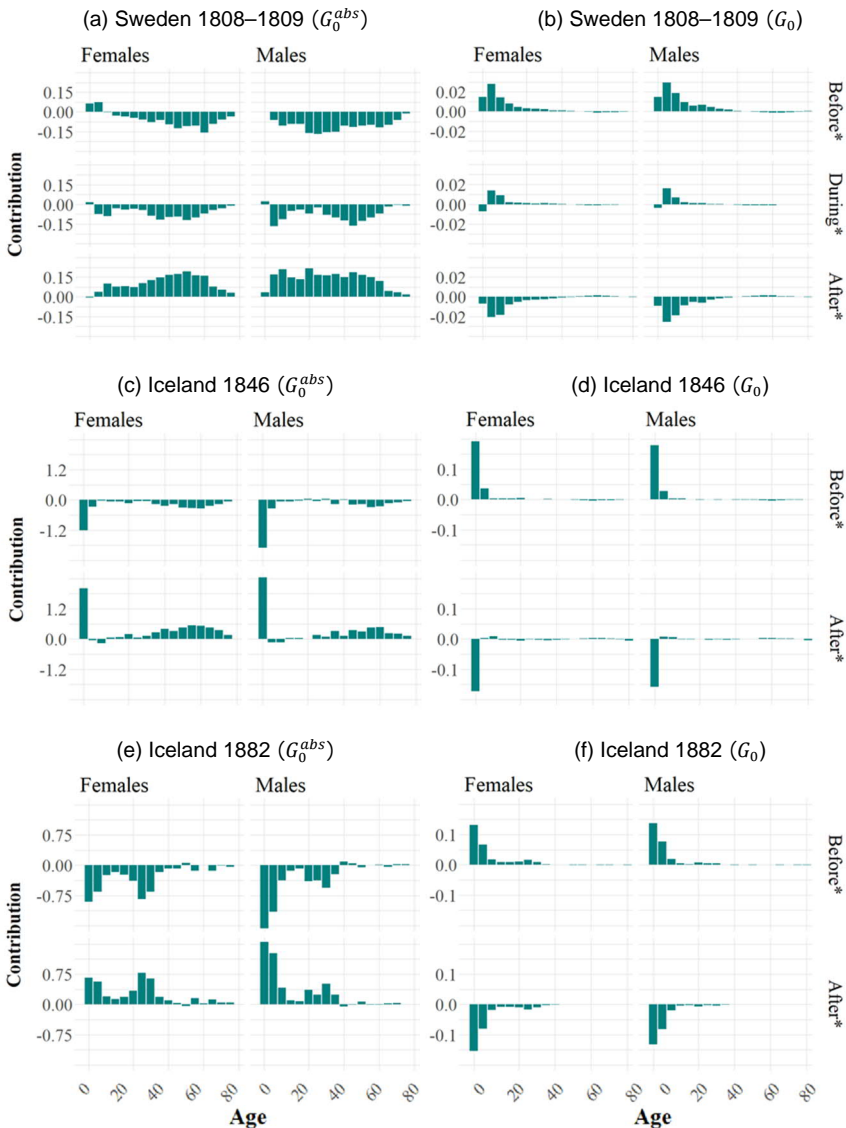 (a) Sweden 1808–1809 (G₀ᵃᵇˢ)
(b) Sweden 1808–1809 (G₀)
Females Males
Females Males
Contribution
0.15
0.00
-0.15
0.15
0.00
-0.15
0.15
0.00
-0.15
0.02
0.00
-0.02
0.02
0.00
-0.02
0.02
0.00
-0.02
Before*
During*
After*
(c) Iceland 1846 (G₀ᵃᵇˢ)
(d) Iceland 1846 (G₀)
Females Males
Females Males
Contribution
1.2
0.0
-1.2
1.2
0.0
-1.2
0.1
0.0
-0.1
0.1
0.0
-0.1
Before*
After*
(e) Iceland 1882 (G₀ᵃᵇˢ)
(f) Iceland 1882 (G₀)
Females Males
Females Males
Contribution
0.75
0.00
-0.75
0.75
0.00
-0.75
0.1
0.0
-0.1
0.1
0.0
-0.1
Before*
After*
0 20 40 60 80 0 20 40 60 80
0 20 40 60 80 0 20 40 60 80
Age
Age